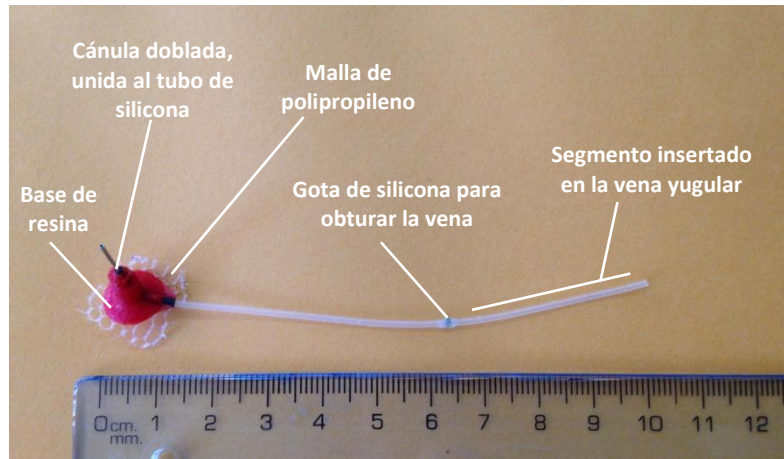 Cánula doblada,
unida al tubo de
silicona
Malla de
polipropileno
Segmento insertado
en la vena yugular
Gota de silicona para
obturar la vena
Base de
resina
0 cm. 1 2 3 4 5 6 7 8 9 10 11 12
mm.